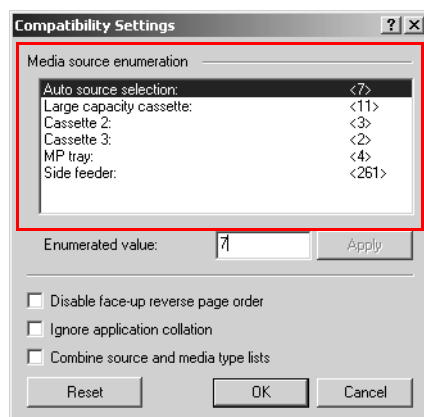 Compatibility Settings
Media source enumeration
Auto source selection: <7>
Large capacity cassette: <11>
Cassette 2: <3>
Cassette 3: <2>
MP tray: <4>
Side feeder: <261>
Enumerated value: 7 Apply
Disable face-up reverse page order
Ignore application collation
Combine source and media type lists
Reset OK Cancel